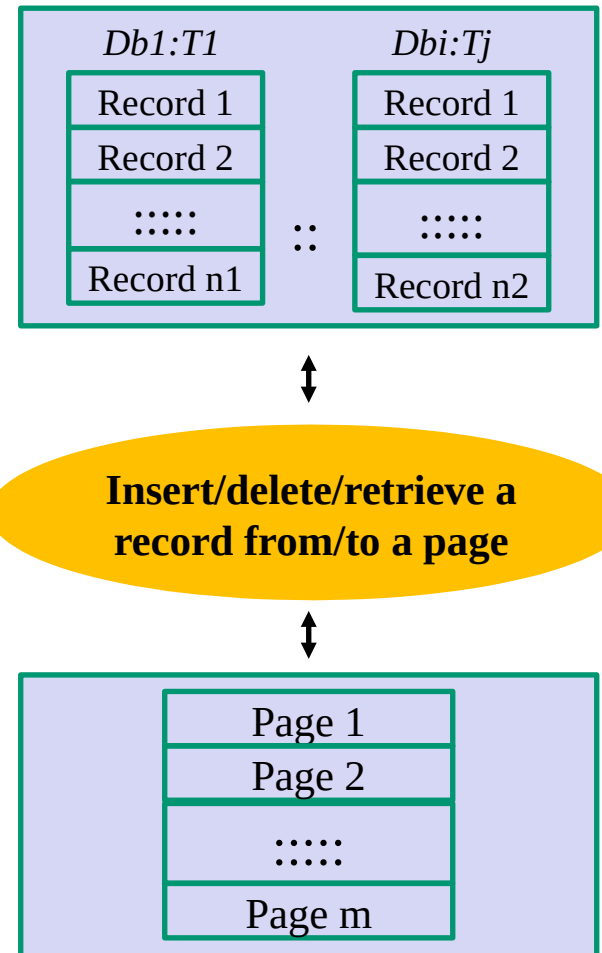 Db1:T1
Record 1
Record 2
:::::
Record n1
::
Dbi:Tj
Record 1
Record 2
:::::
Record n2
Insert/delete/retrieve a
record from/to a page
Page 1
Page 2
:::::
Page m